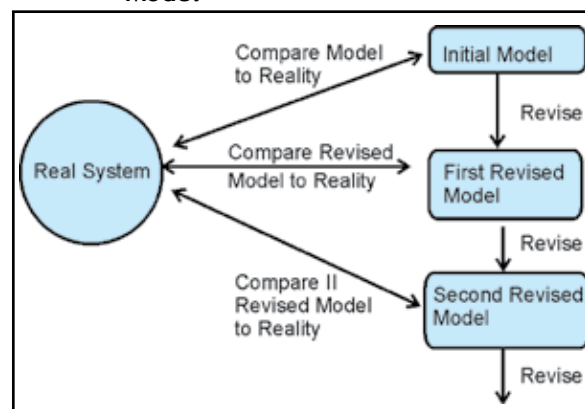 Model
Compare Model
to Reality
Initial Model
Revise
Real System
Compare Revised
Model to Reality
First Revised
Model
Revise
Compare II
Revised Model
to Reality
Second Revised
Model
Revise